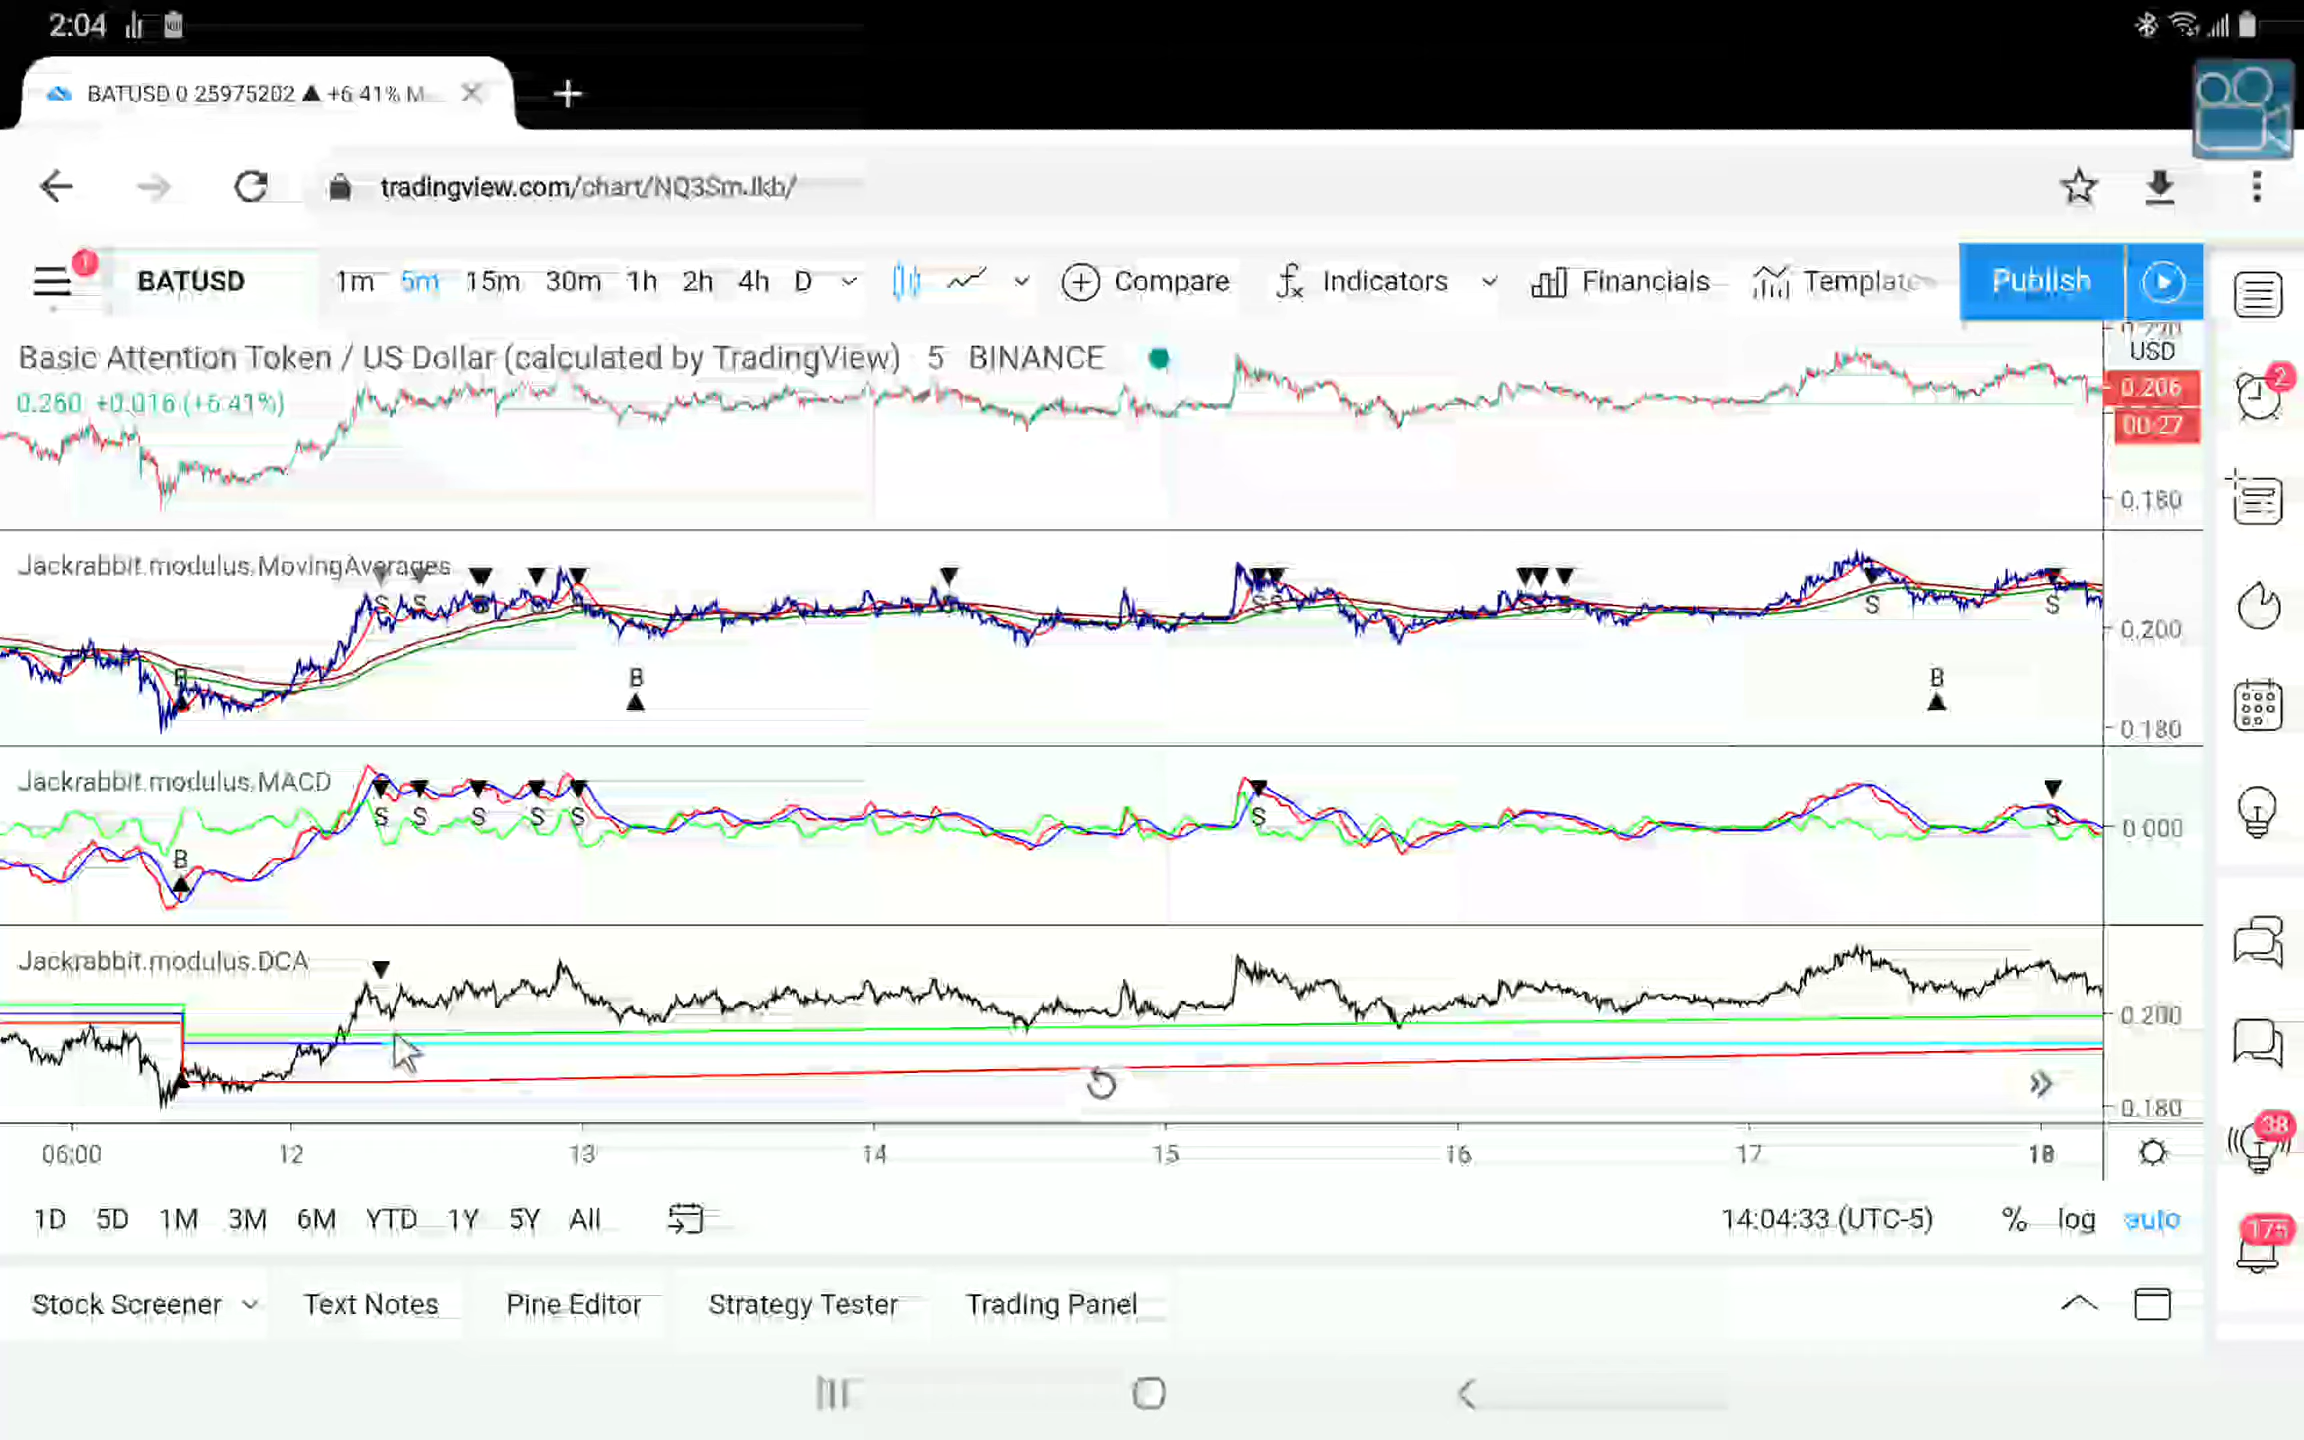 2:04
BATUSD 0 25975202 ▲ +6 41% M
tradingview.com/chart/NQ3Sm.lkb/
1
BATUSD 1m 5m 15m 30m 1h 2h 4h D Compare Indicators Financials Template Publish
Basic Attention Token / US Dollar (calculated by TradingView) 5 BINANCE
USD
0.260 +0.016 (+6.41%)
0.206
2
00:27
0.180
Jackrabbit.modulus.MovingAverages
S S S S
S S
0.200
B B B
0.180
Jackrabbit.modulus.MACD
S S S S S S S
0.000
B
Jackrabbit.modulus.DCA
0.200
0.180
06:00 12 13 14 15 16 17 18
38
1D 5D 1M 3M 6M YTD 1Y 5Y All 14:04:33 (UTC-5) % log auto
175
Stock Screener Text Notes Pine Editor Strategy Tester Trading Panel